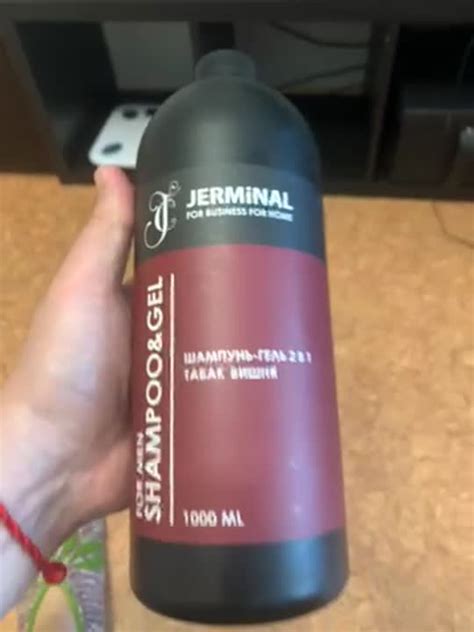 JERMiNAL
FOR BUSINESS FOR HOME
FOR MEN
SHAMPOO&GEL
ШАМПУНЬ-ГЕЛЬ 2 В 1
ТАБАК ВИШНЯ
1000 ML